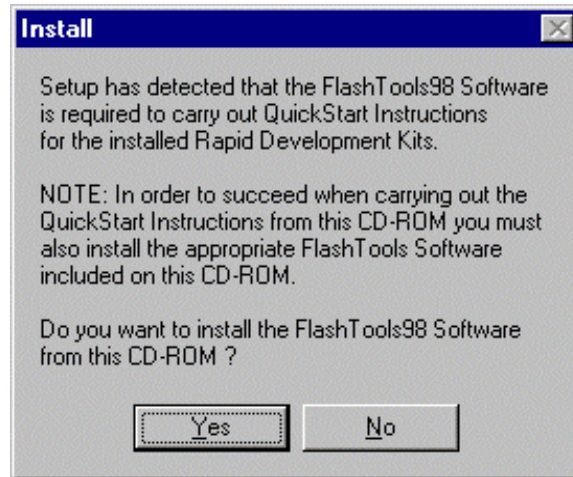 Install
Setup has detected that the FlashTools98 Software
is required to carry out QuickStart Instructions
for the installed Rapid Development Kits.
NOTE: In order to succeed when carrying out the
QuickStart Instructions from this CD-ROM you must
also install the appropriate FlashTools Software
included on this CD-ROM.
Do you want to install the FlashTools98 Software
from this CD-ROM ?
Yes No